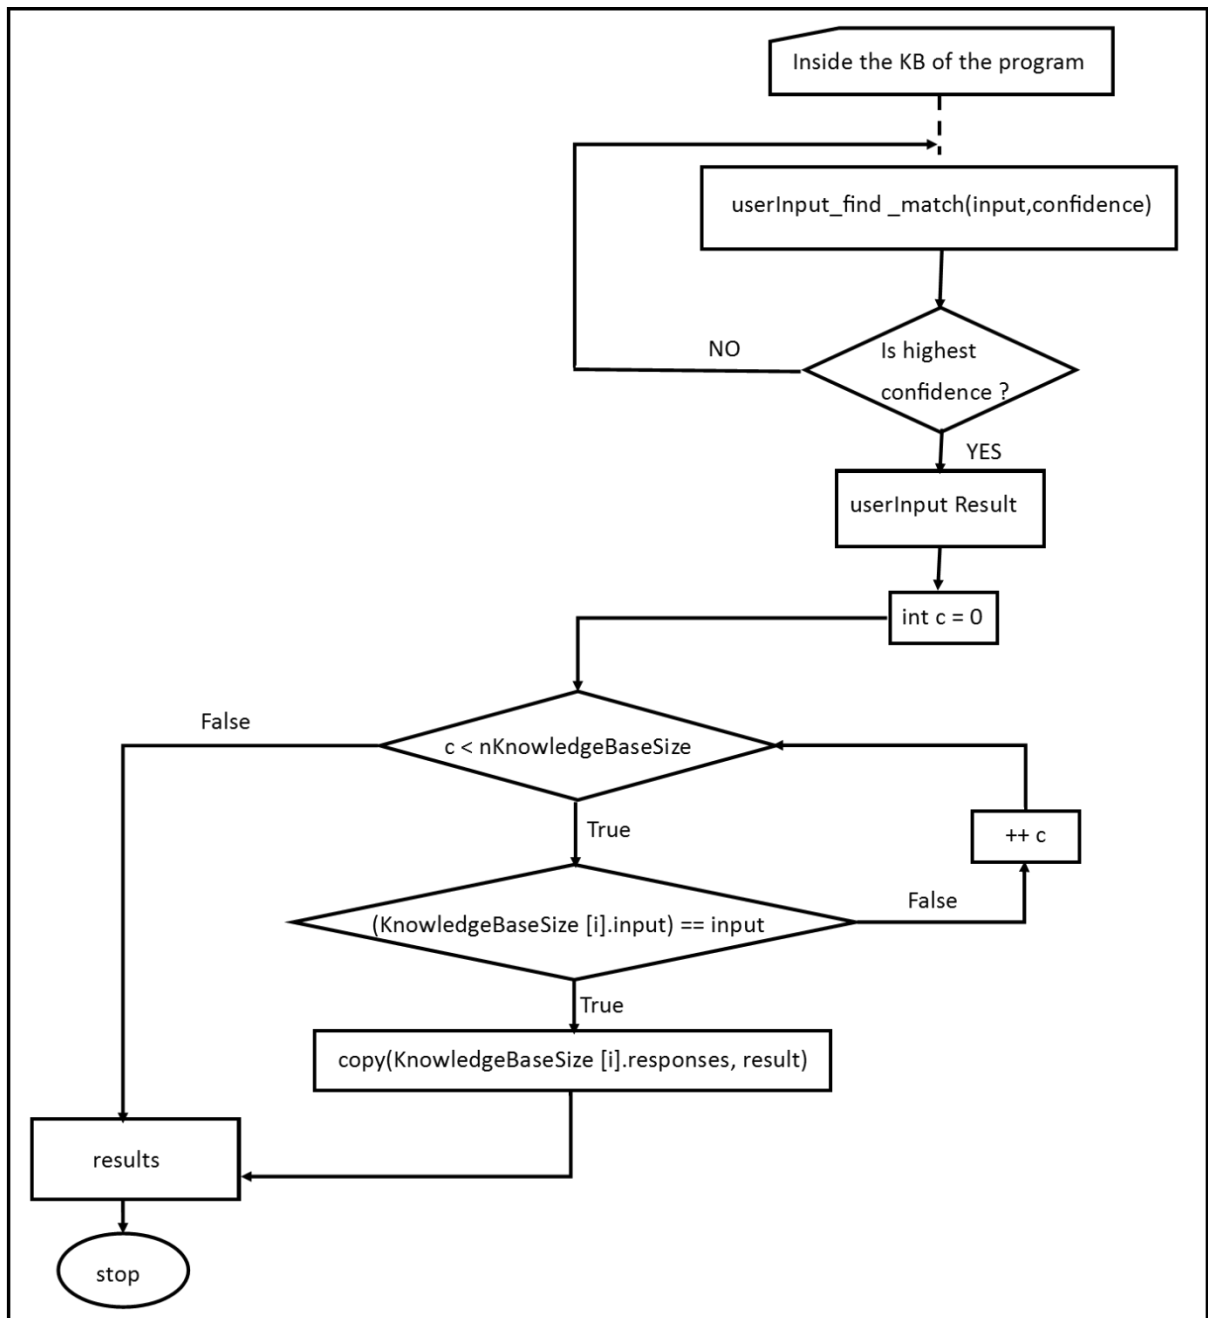 Inside the KB of the program
userInput_find _match(input,confidence)
Is highest
confidence ?
NO
YES
userInput Result
int c = 0
c < nKnowledgeBaseSize
False
True
++ c
(KnowledgeBaseSize [i].input) == input
False
True
copy(KnowledgeBaseSize [i].responses, result)
results
stop